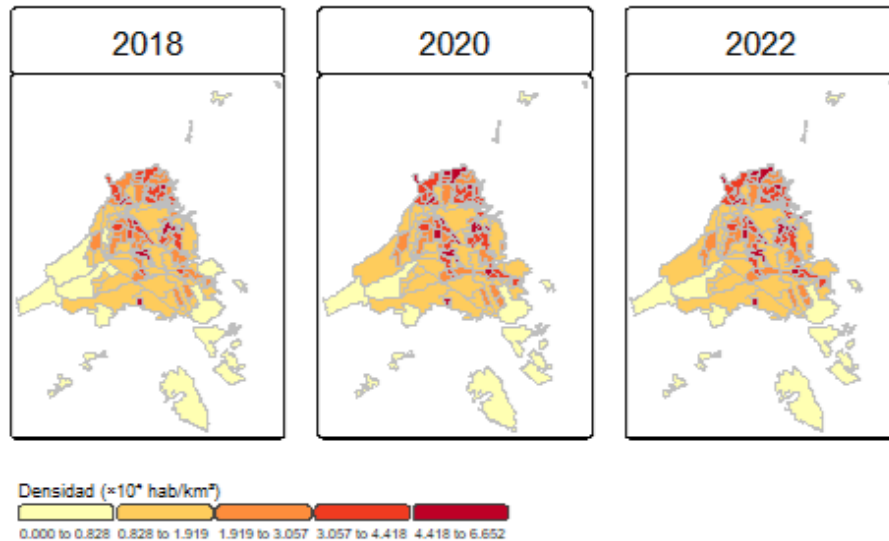 2018 2020 2022
Densidad (×10⁴ hab/km²)
0.000 to 0.828 0.828 to 1.919 1.919 to 3.057 3.057 to 4.418 4.418 to 6.652